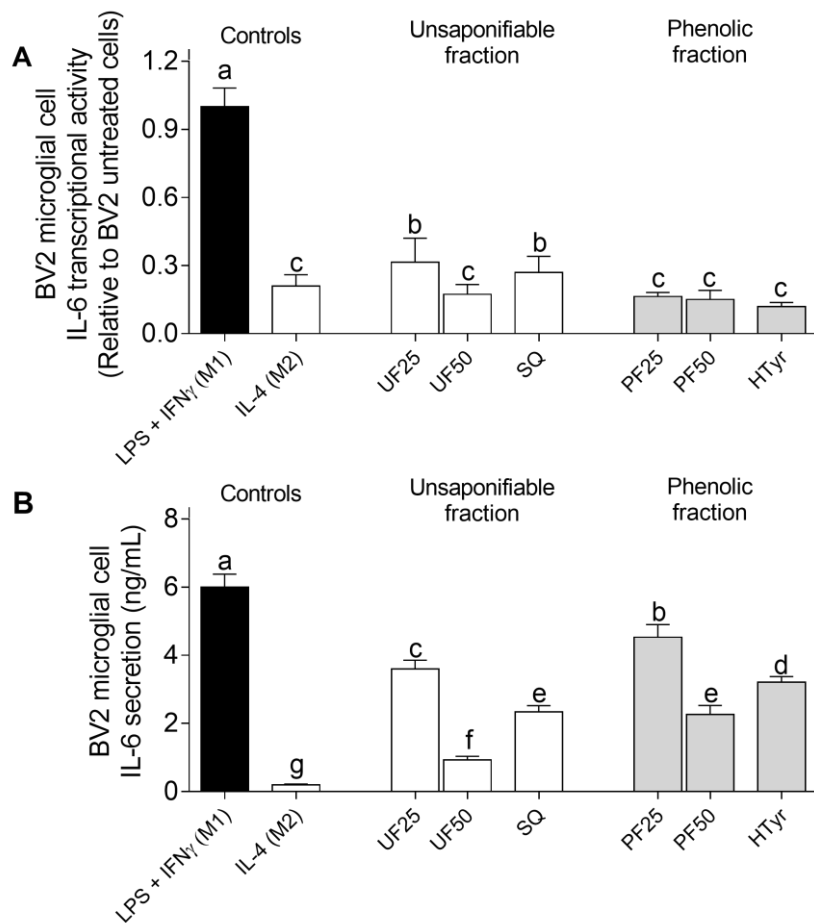 A
Controls
Unsaponifiable
fraction
Phenolic
fraction
BV2 microglial cell
IL-6 transcriptional activity
(Relative to BV2 untreated cells)
1.2
0.9
0.6
0.3
0.0
a
c
b
c
b
c
c
c
LPS + IFNγ (M1)
IL-4 (M2)
UF25
UF50
SQ
PF25
PF50
HTyr
B
Controls
Unsaponifiable
fraction
Phenolic
fraction
BV2 microglial cell
IL-6 secretion (ng/mL)
8
6
4
2
0
a
g
c
f
e
b
e
d
LPS + IFNγ (M1)
IL-4 (M2)
UF25
UF50
SQ
PF25
PF50
HTyr